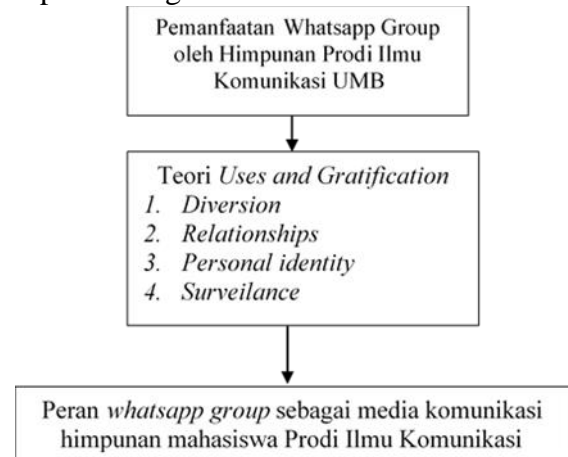 Pemanfaatan Whatsapp Group
oleh Himpunan Prodi Ilmu
Komunikasi UMB
Teori Uses and Gratification
1. Diversion
2. Relationships
3. Personal identity
4. Surveilance
Peran whatsapp group sebagai media komunikasi
himpunan mahasiswa Prodi Ilmu Komunikasi